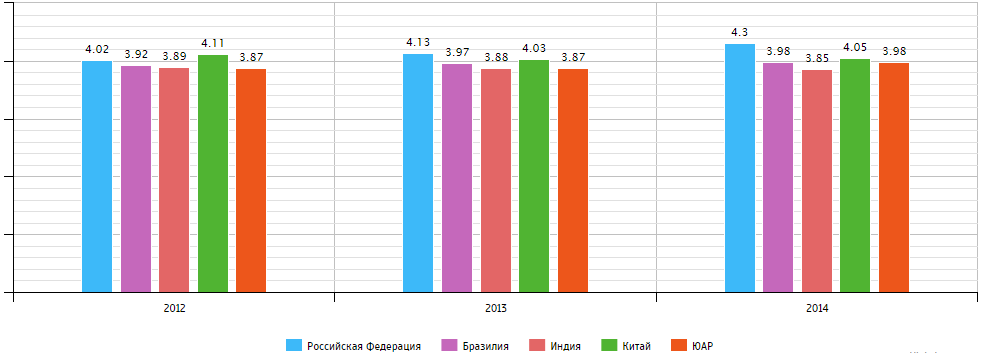 4.02 3.92 3.89 4.11 3.87 4.13 3.97 3.88 4.03 3.87 4.3 3.98 3.85 4.05 3.98
2012 2013 2014
Российская Федерация Бразилия Индия Китай ЮАР